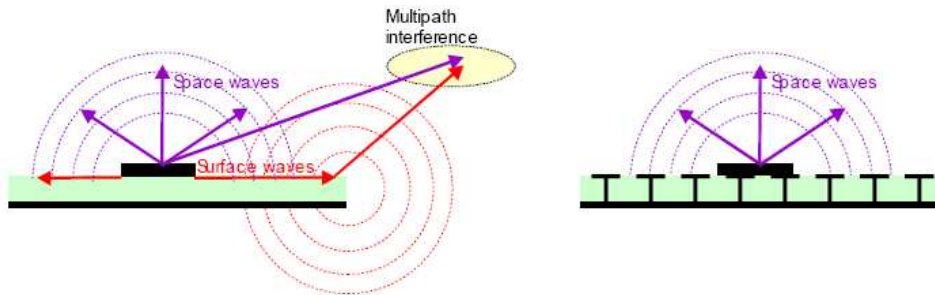 Multipath
interference
Space waves
Surface waves
Space waves